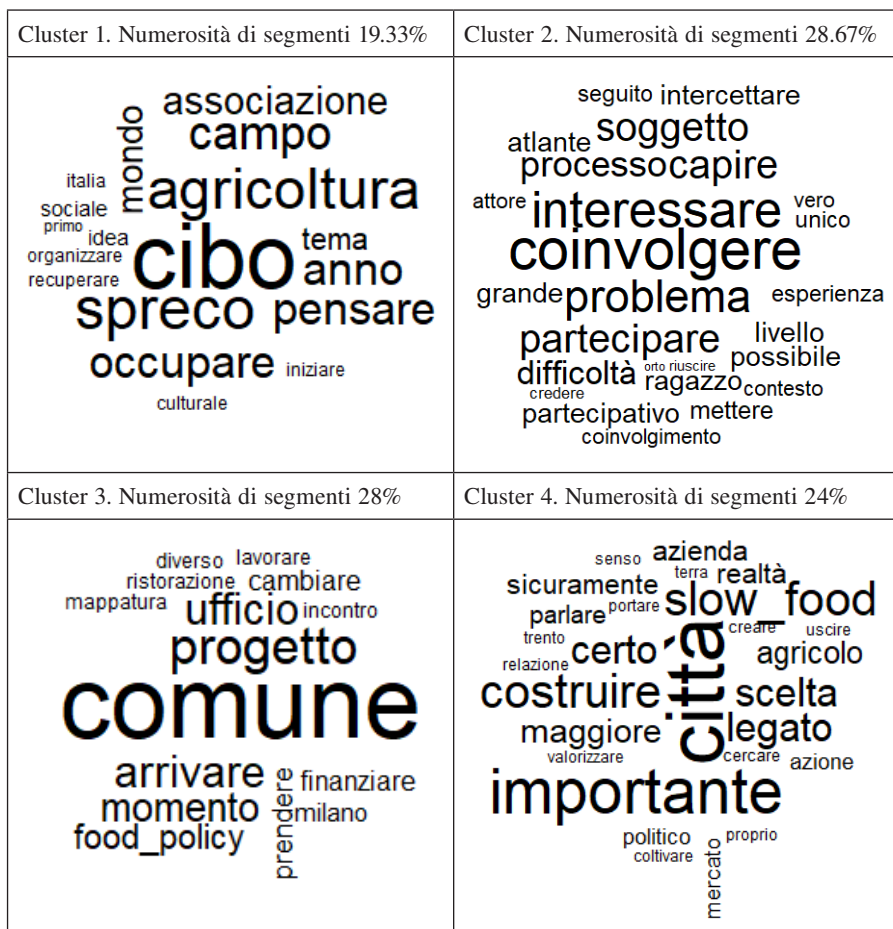 Cluster 1. Numerosità di segmenti 19.33%
associazione
mondo campo
italia agricoltura
sociale
primo idea cibo tema
organizzare anno
recuperare
spreco pensare
occupare iniziare
culturale
Cluster 2. Numerosità di segmenti 28.67%
seguito intercettare
atlante soggetto
processo capire
attore interessare vero
unico
coinvolgere
grande problema esperienza
partecipare livello
difficoltà orto riuscire possibile
credere ragazzo contesto
partecipativo mettere
coinvolgimento
Cluster 3. Numerosità di segmenti 28%
diverso lavorare
ristorazione cambiare
mappatura ufficio incontro
progetto
comune
arrivare prendere finanziare
momento milano
food_policy
Cluster 4. Numerosità di segmenti 24%
senso azienda
sicuramente terra realtà
parlare portare slow_food
trento certo città creare uscire
relazione agricolo
costruire scelta
maggiore legato
valorizzare cercare azione
importante
politico mercato proprio
coltivare